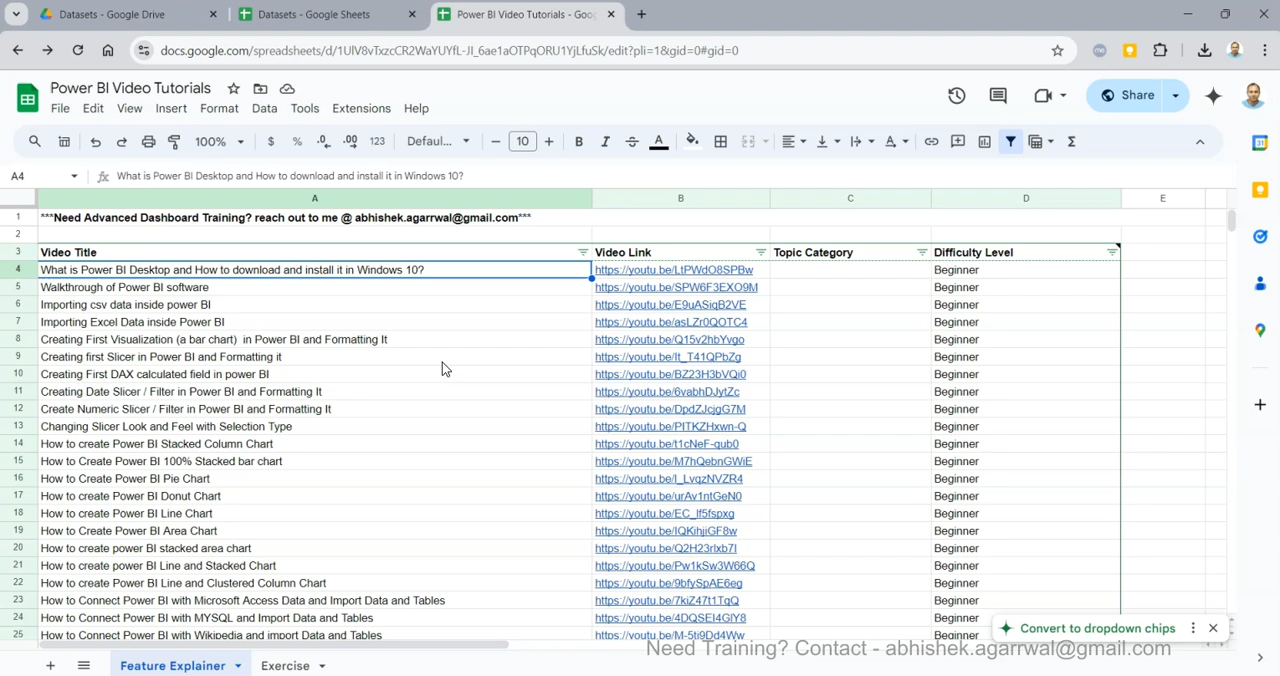 Datasets - Google Drive
Datasets - Google Sheets
Power BI Video Tutorials - Goo
docs.google.com/spreadsheets/d/1UlV8vTxzcCR2WaYUYfL-JI_6ae1aOTPqORU1YjLfuSk/edit?pli=1&gid=0#gid=0
Power BI Video Tutorials
Share
File Edit View Insert Format Data Tools Extensions Help
100% $ % .0 .00 123 Defaul... 10 B I A
A4 fx What is Power BI Desktop and How to download and install it in Windows 10?
A B C D E
1 ***Need Advanced Dashboard Training? reach out to me @ abhishek.agarrwal@gmail.com***
2
3 Video Title Video Link Topic Category Difficulty Level
4 What is Power BI Desktop and How to download and install it in Windows 10? https://youtu.be/LtPWdO8SPBw Beginner
5 Walkthrough of Power BI software https://youtu.be/SPW6F3EXO9M Beginner
6 Importing csv data inside power BI https://youtu.be/E9uASiqB2VE Beginner
7 Importing Excel Data inside Power BI https://youtu.be/asLZr0QOTC4 Beginner
8 Creating First Visualization (a bar chart) in Power BI and Formatting It https://youtu.be/Q15v2hbYvgo Beginner
9 Creating first Slicer in Power BI and Formatting it https://youtu.be/It_T41QPbZg Beginner
10 Creating First DAX calculated field in power BI https://youtu.be/BZ23H3bVQi0 Beginner
11 Creating Date Slicer / Filter in Power BI and Formatting It https://youtu.be/6vabhDJytZc Beginner
12 Create Numeric Slicer / Filter in Power BI and Formatting It https://youtu.be/DpdZJcjgG7M Beginner
13 Changing Slicer Look and Feel with Selection Type https://youtu.be/PITKZHxwn-Q Beginner
14 How to create Power BI Stacked Column Chart https://youtu.be/t1cNeF-qub0 Beginner
15 How to Create Power BI 100% Stacked bar chart https://youtu.be/M7hQebnGWiE Beginner
16 How to Create Power BI Pie Chart https://youtu.be/I_LvqzNVZR4 Beginner
17 How to create Power BI Donut Chart https://youtu.be/urAv1ntGeN0 Beginner
18 How to create Power BI Line Chart https://youtu.be/EC_lf5fspxg Beginner
19 How to Create Power BI Area Chart https://youtu.be/IQKihjiGF8w Beginner
20 How to create power BI stacked area chart https://youtu.be/Q2H23rlxb7I Beginner
21 How to create power BI Line and Stacked Chart https://youtu.be/Pw1kSw3W66Q Beginner
22 How to create Power BI Line and Clustered Column Chart https://youtu.be/9bfySpAE6eg Beginner
23 How to Connect Power BI with Microsoft Access Data and Import Data and Tables https://youtu.be/7kiZ47t1TqQ Beginner
24 How to Connect Power BI with MYSQL and Import Data and Tables https://youtu.be/4DQSEI4GlY8 Beginner
25 How to Connect Power BI with Wikipedia and import Data and Tables https://youtu.be/M-5ti9Dd4Ww Beginner
Convert to dropdown chips
Need Training? Contact - abhishek.agarrwal@gmail.com
Feature Explainer Exercise